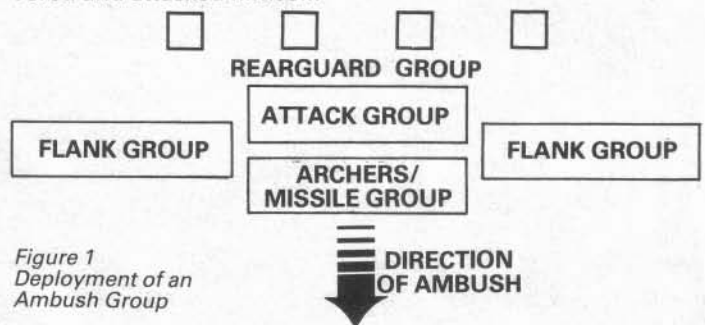 REARGUARD GROUP
ATTACK GROUP
FLANK GROUP
FLANK GROUP
ARCHERS/
MISSILE GROUP
Figure 1
Deployment of an
Ambush Group
DIRECTION
OF AMBUSH